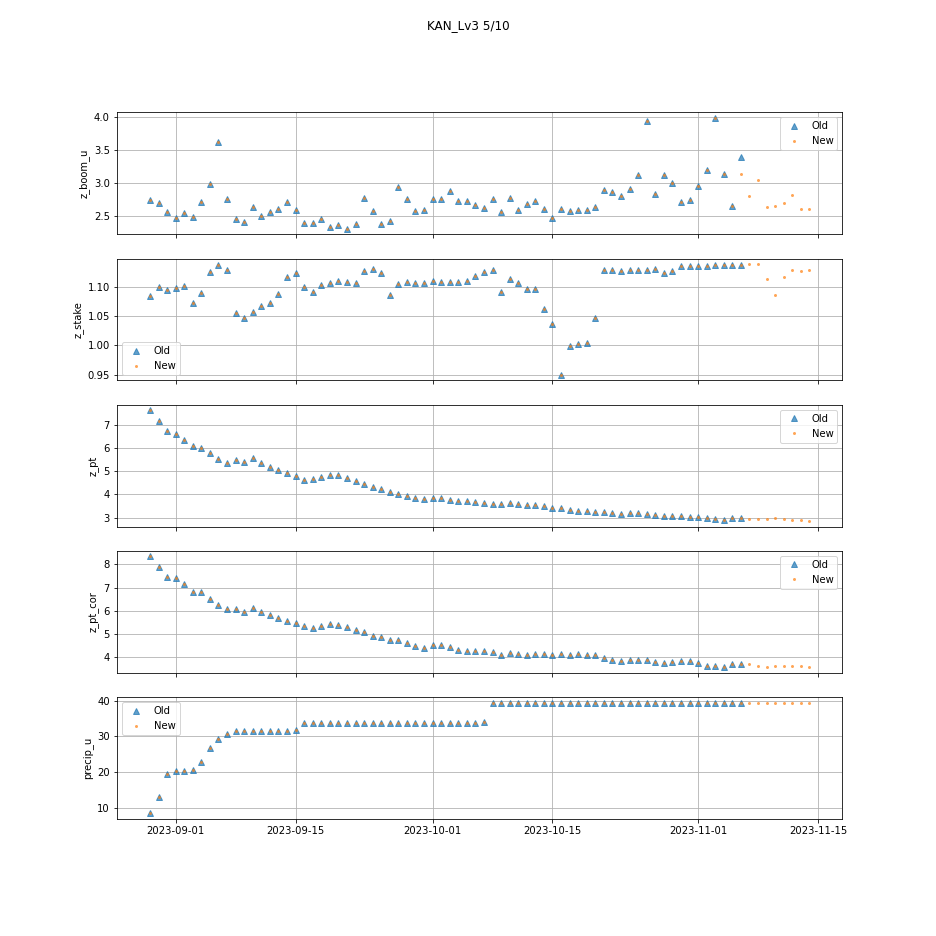 KAN_Lv3 5/10
4.0
3.5
3.0
2.5
z_boom_u
Old
New
1.10
1.05
1.00
0.95
z_stake
Old
New
7
6
5
4
3
z_pt
Old
New
8
7
6
5
4
z_pt_cor
Old
New
40
30
20
10
precip_u
Old
New
2023-09-01 2023-09-15 2023-10-01 2023-10-15 2023-11-01 2023-11-15